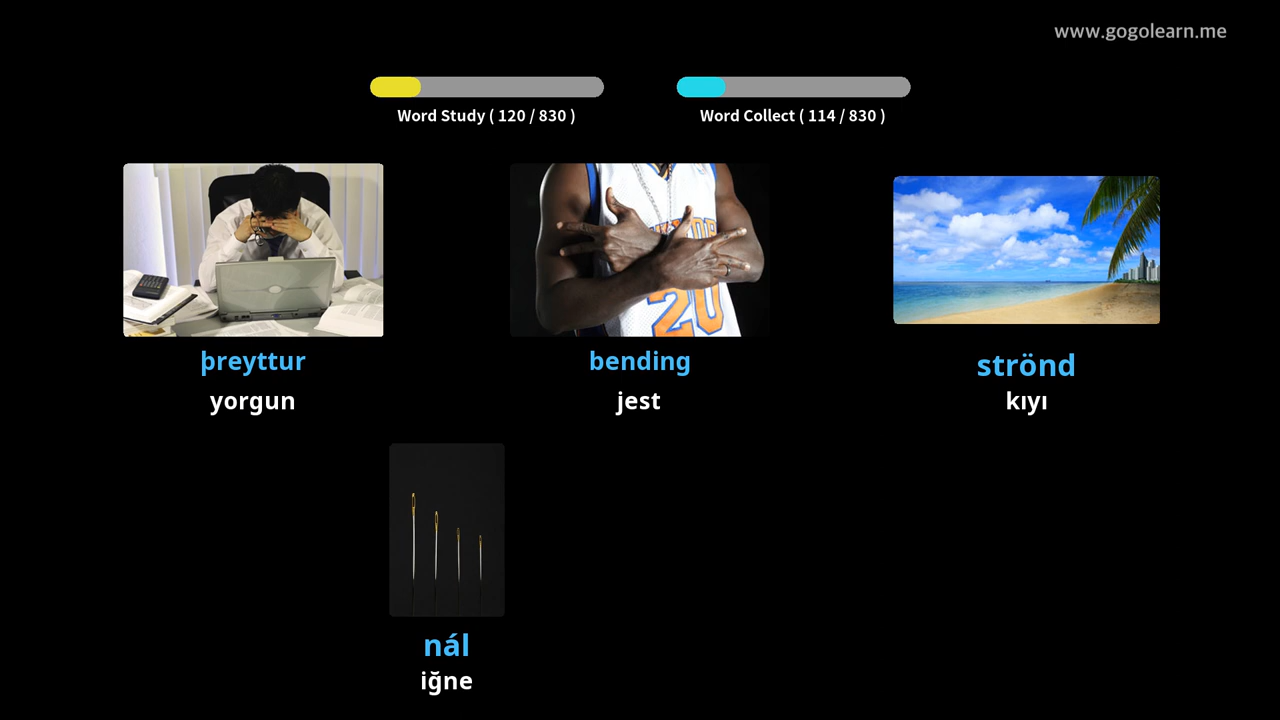 www.gogolearn.me
Word Study ( 120 / 830 )
Word Collect ( 114 / 830 )
20
þreyttur
yorgun
bending
jest
strönd
kıyı
nál
iğne